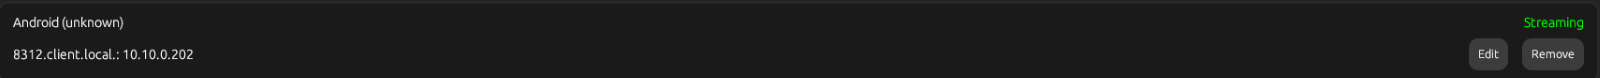 Android (unknown)
Streaming
8312.client.local.: 10.10.0.202
Edit
Remove